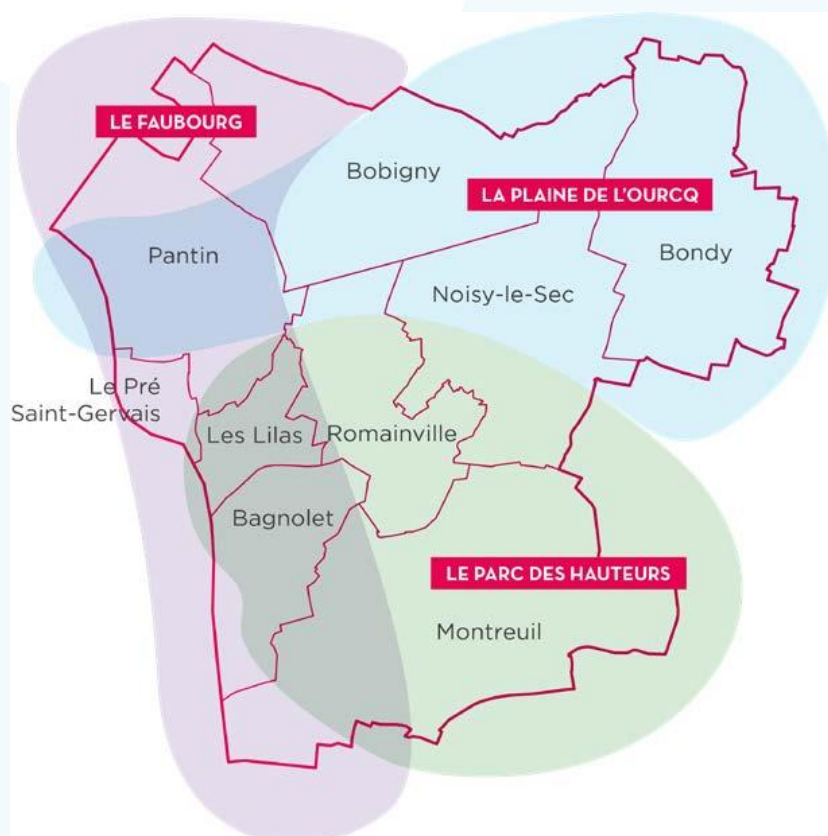 LE FAUBOURG
Bobigny
LA PLAINE DE L'OURCQ
Pantin
Bondy
Noisy-le-Sec
Le Pré
Saint-Gervais
Les Lilas
Romainville
Bagnolet
LE PARC DES HAUTEURS
Montreuil